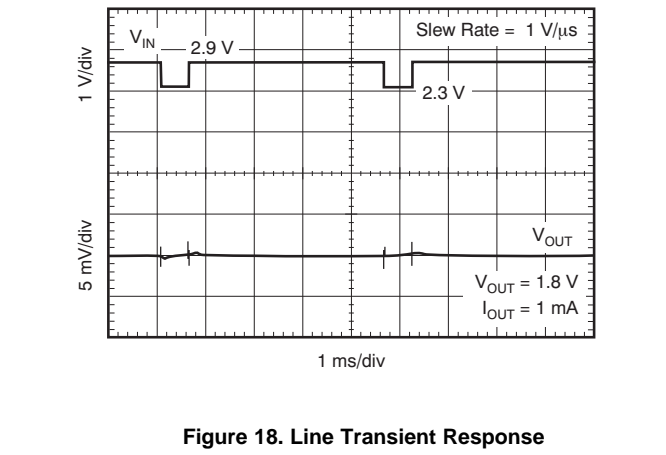 V_IN
2.9 V
Slew Rate = 1 V/μs
1 V/div
2.3 V
5 mV/div
V_OUT
V_OUT = 1.8 V
I_OUT = 1 mA
1 ms/div
Figure 18. Line Transient Response